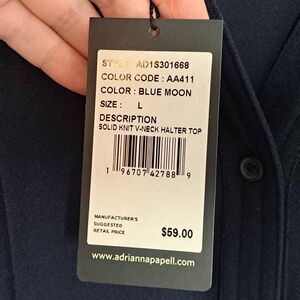 STYLE : AD1S301668
COLOR CODE : AA411
COLOR : BLUE MOON
SIZE : L
DESCRIPTION
SOLID KNIT V-NECK HALTER TOP
1 96707 42788 9
MANUFACTURER'S
SUGGESTED
RETAIL PRICE
$59.00
www.adriannapapell.com